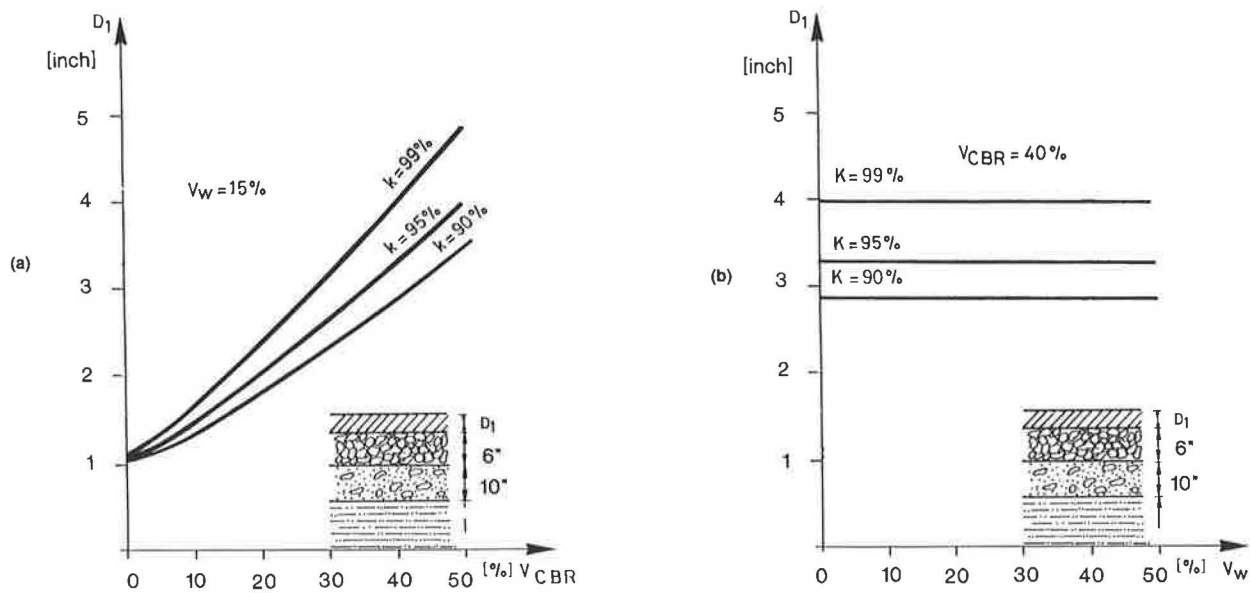 (a)
D1
[inch]
5
4
3
2
1
0 10 20 30 40 50 [%] VCBR
VW=15%
k=99%
k=95%
k=90%
D1
6"
10"
(b)
D1
[inch]
5
4
3
2
1
0 10 20 30 40 50 [%] VW
VCBR=40%
K=99%
K=95%
K=90%
D1
6"
10"